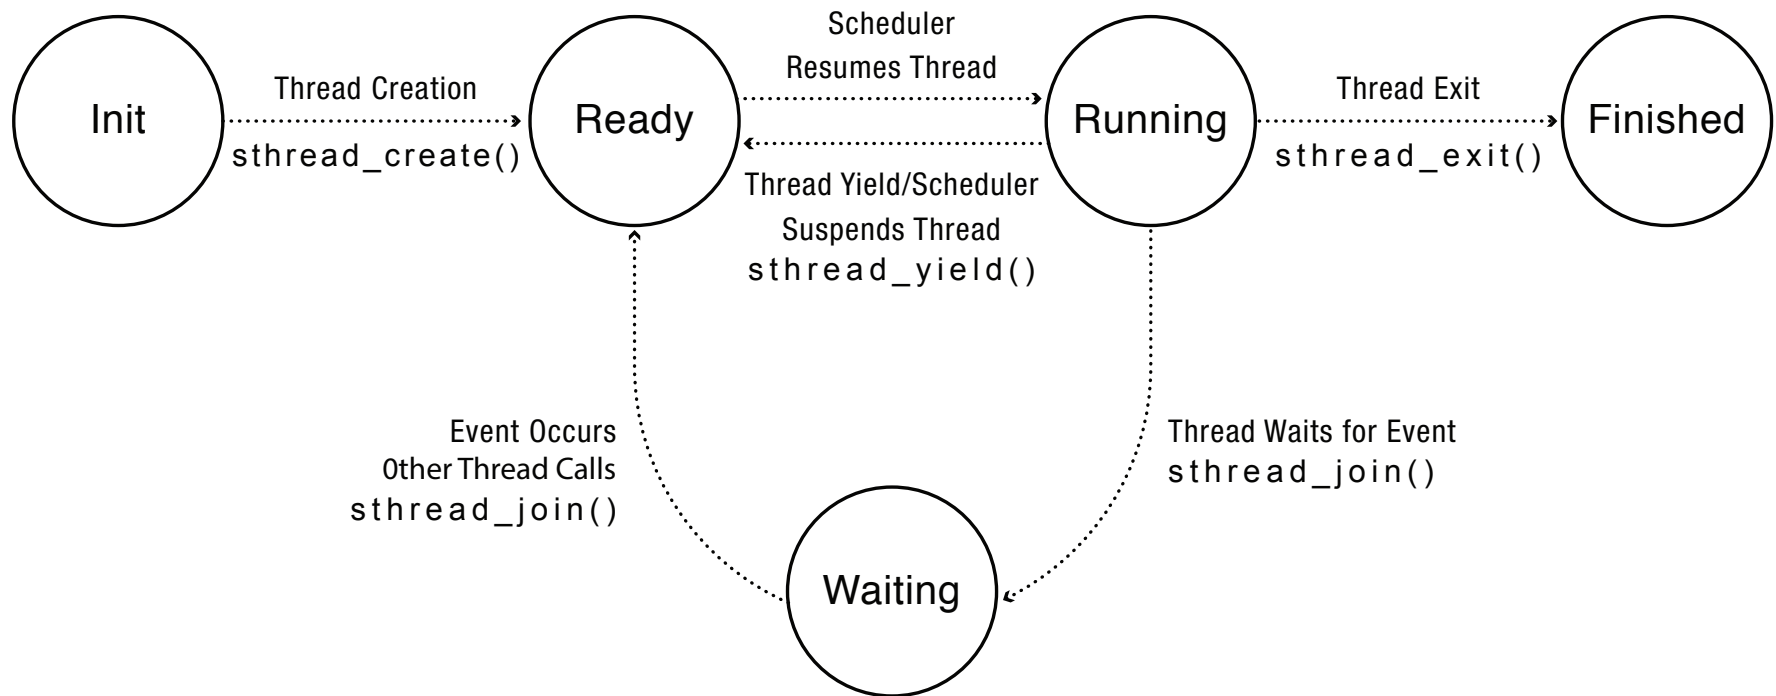 Init
Thread Creation
sthread_create()
Ready
Scheduler
Resumes Thread
Thread Yield/Scheduler
Suspends Thread
sthread_yield()
Running
Thread Exit
sthread_exit()
Finished
Event Occurs
0ther Thread Calls
sthread_join()
Thread Waits for Event
sthread_join()
Waiting